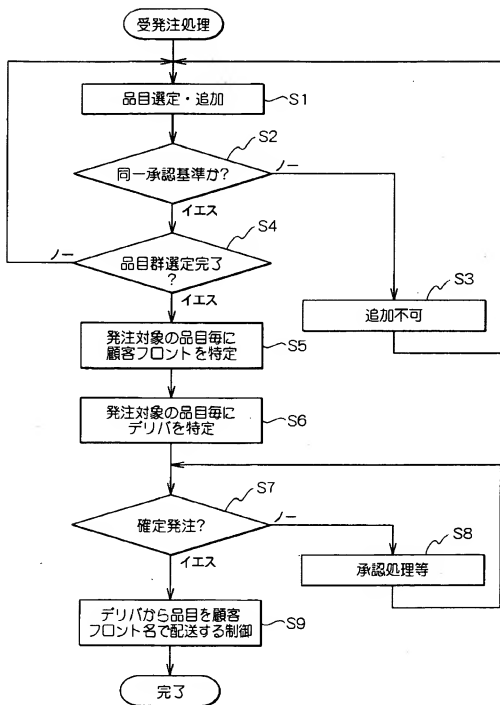 受発注処理
品目選定・追加
S1
S2
同一承認基準か?
ノー
イエス
S4
ノー
品目群選定完了
?
イエス
S3
追加不可
発注対象の品目毎に
顧客フロントを特定
S5
発注対象の品目毎に
デリバを特定
S6
S7
確定発注?
ノー
イエス
S8
承認処理等
デリバから品目を顧客
フロント名で配送する制御
S9
完了